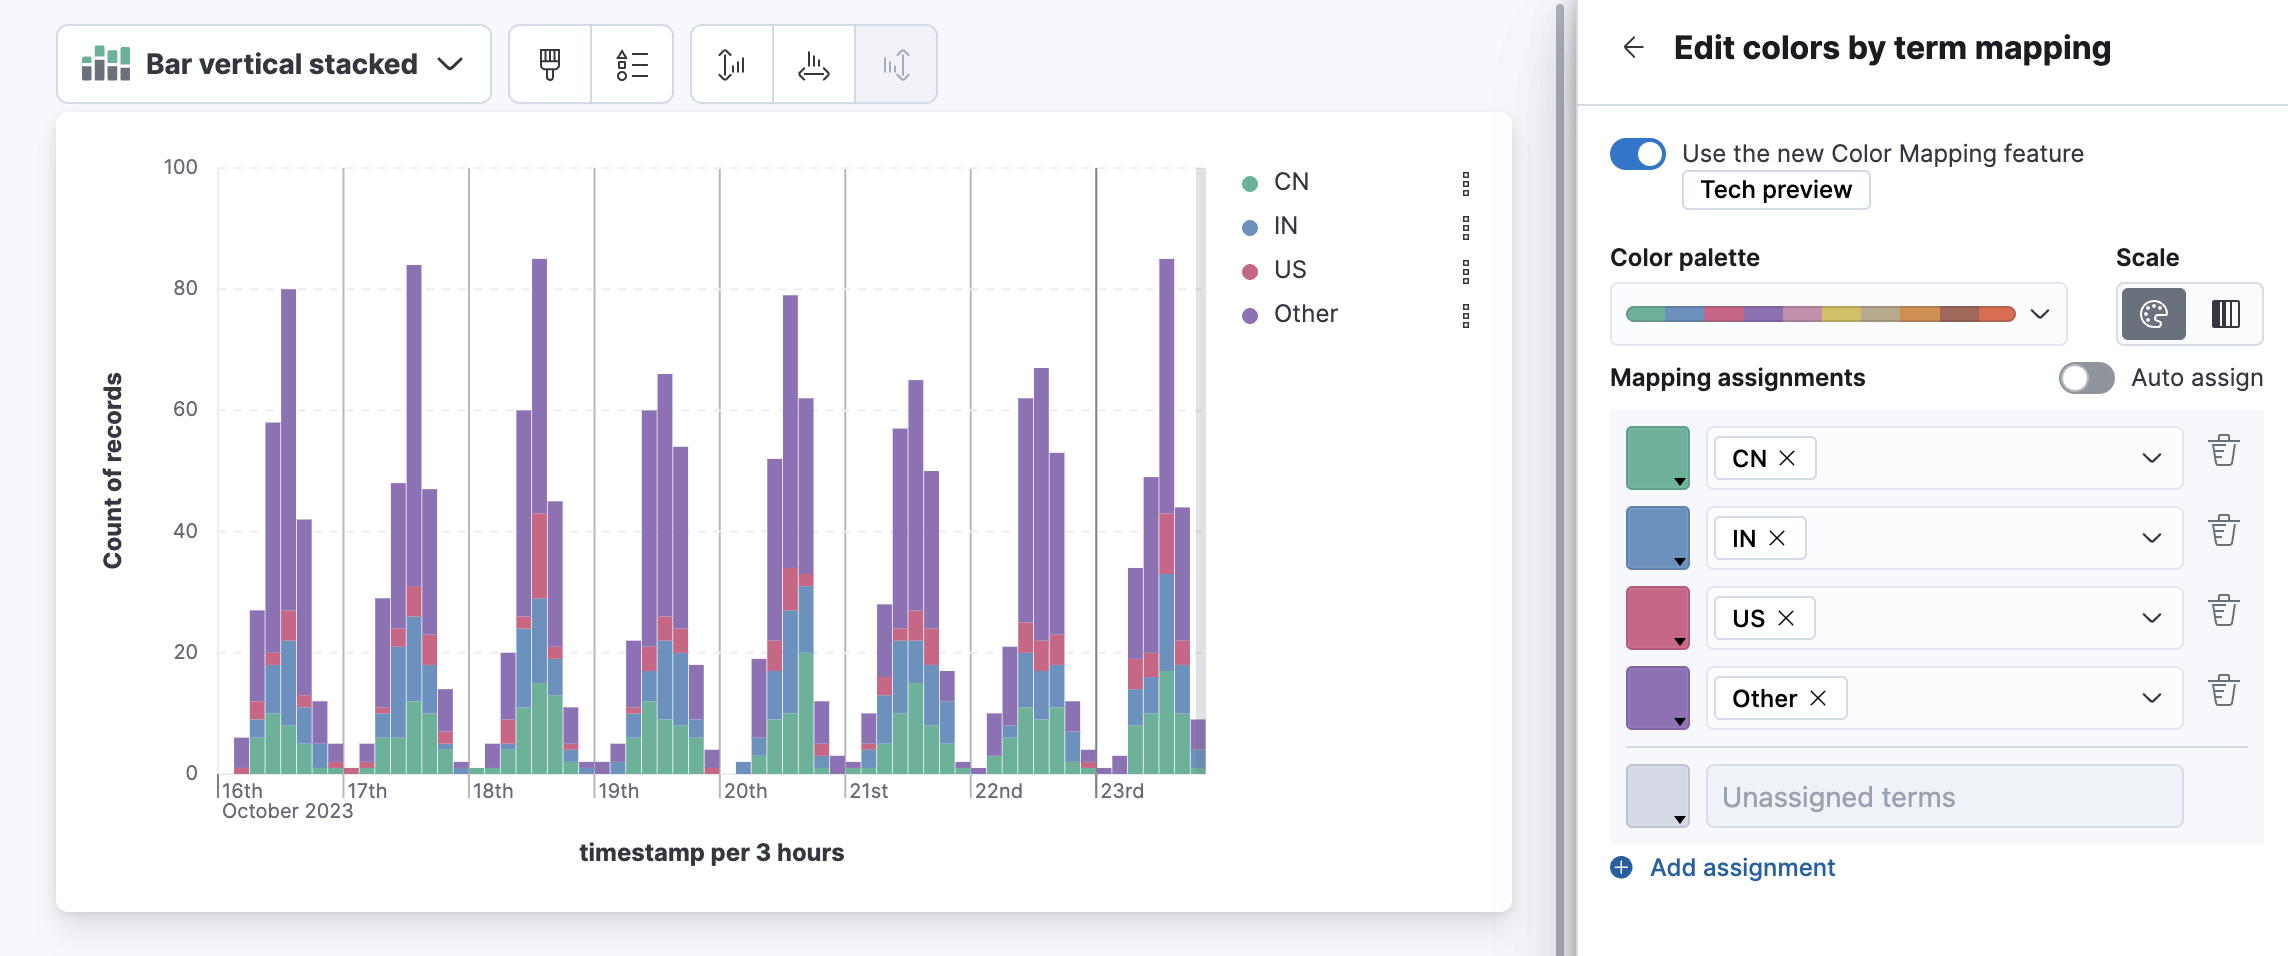 Bar vertical stacked
100
80
60
40
20
0
Count of records
16th
17th
18th
19th
20th
21st
22nd
23rd
October 2023
timestamp per 3 hours
CN
IN
US
Other
Edit colors by term mapping
Use the new Color Mapping feature
Tech preview
Color palette
Scale
Mapping assignments
Auto assign
CN
IN
US
Other
Unassigned terms
Add assignment